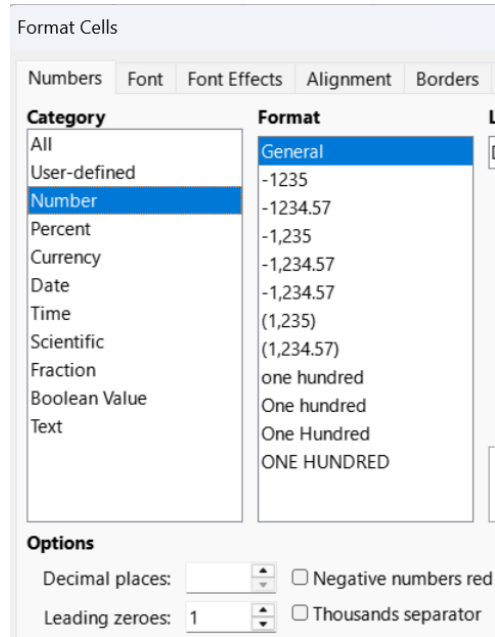 Format Cells
Numbers Font Font Effects Alignment Borders
Category
All
User-defined
Number
Percent
Currency
Date
Time
Scientific
Fraction
Boolean Value
Text
Format
General
-1235
-1234.57
-1,235
-1,234.57
-1,234.57
(1,235)
(1,234.57)
one hundred
One hundred
One Hundred
ONE HUNDRED
Options
Decimal places:
Negative numbers red
Leading zeroes: 1
Thousands separator